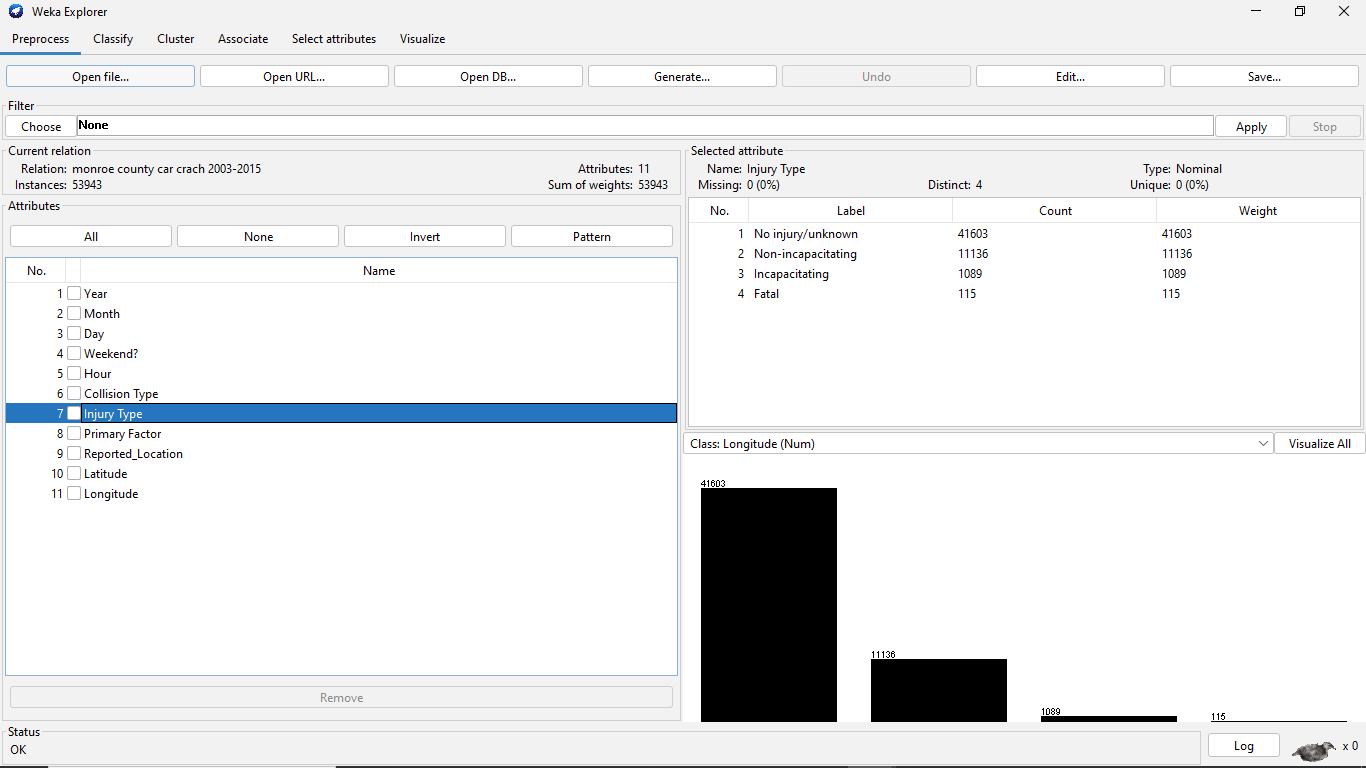 Weka Explorer
Preprocess Classify Cluster Associate Select attributes Visualize
Open file... Open URL... Open DB... Generate... Undo Edit... Save...
Filter
Choose None Apply Stop
Current relation
Relation: monroe county car crach 2003-2015 Attributes: 11
Instances: 53943 Sum of weights: 53943
Attributes
All None Invert Pattern
No. Name
1 Year
2 Month
3 Day
4 Weekend?
5 Hour
6 Collision Type
7 Injury Type
8 Primary Factor
9 Reported_Location
10 Latitude
11 Longitude
Remove
Selected attribute
Name: Injury Type Type: Nominal
Missing: 0 (0%) Distinct: 4 Unique: 0 (0%)
No. Label Count Weight
1 No injury/unknown 41603 41603
2 Non-incapacitating 11136 11136
3 Incapacitating 1089 1089
4 Fatal 115 115
Class: Longitude (Num) Visualize All
41603
11136
1089
115
Status
OK
Log x 0